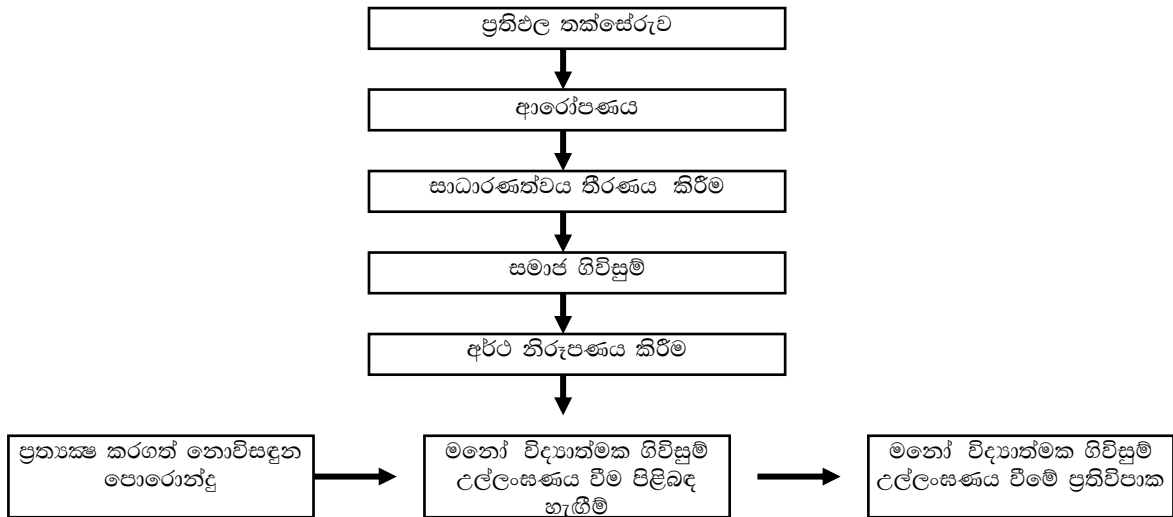 ප්‍රතිඵල තක්සේරුව
ආරෝපණය
සාධාරණත්වය තීරණය කිරීම
සමාජ ගිවිසුම්
අර්ථ නිරූපණය කිරීම
ප්‍රත්‍යක්ෂ කරගත් නොවිසඳුන
පොරොන්දු
මනෝ විද්‍යාත්මක ගිවිසුම්
උල්ලංඝණය වීම පිළිබඳ
හැඟීම්
මනෝ විද්‍යාත්මක ගිවිසුම්
උල්ලංඝණය වීමේ ප්‍රතිවිපාක